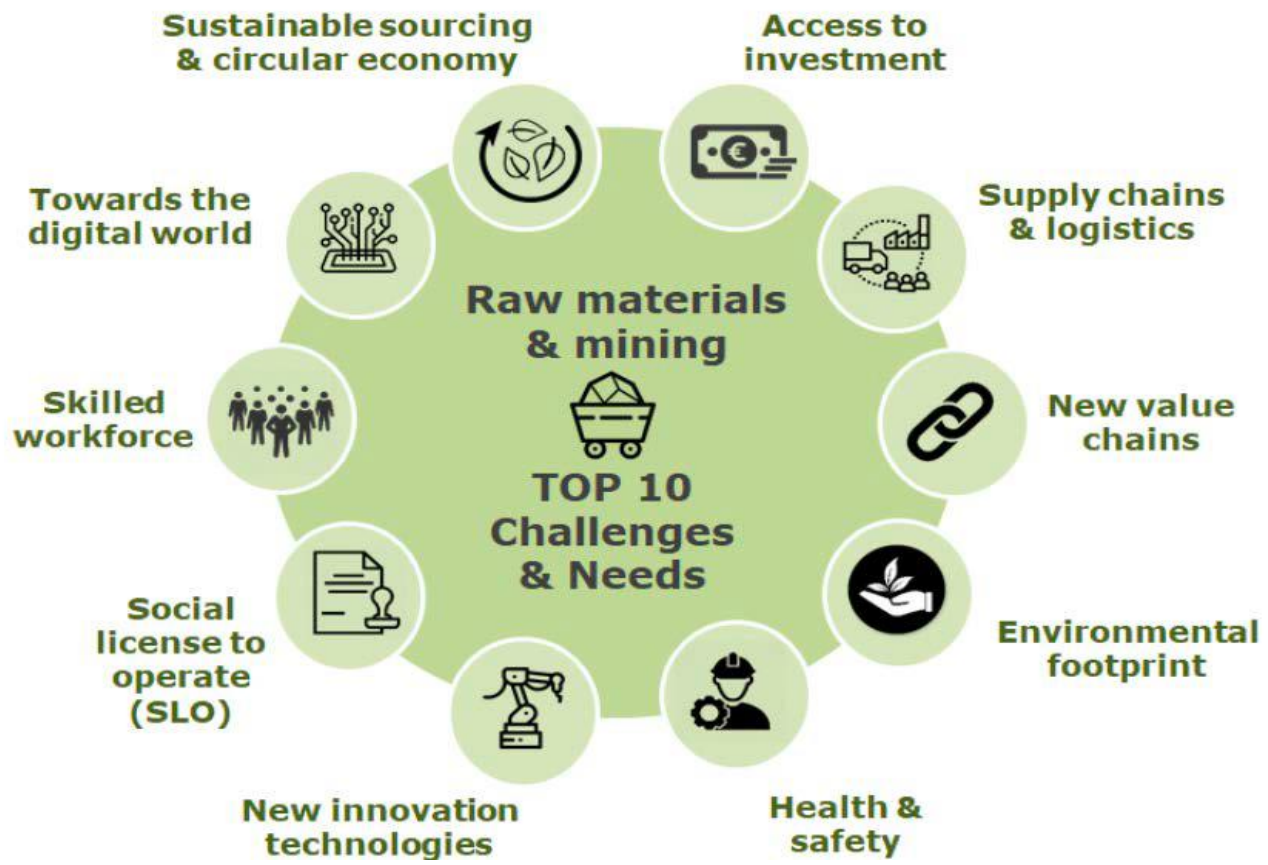 Sustainable sourcing
& circular economy
Access to
investment
Towards the
digital world
Supply chains
& logistics
Raw materials
& mining
Skilled
workforce
New value
chains
TOP 10
Challenges
& Needs
Social
license to
operate
(SLO)
Environmental
footprint
New innovation
technologies
Health &
safety
€